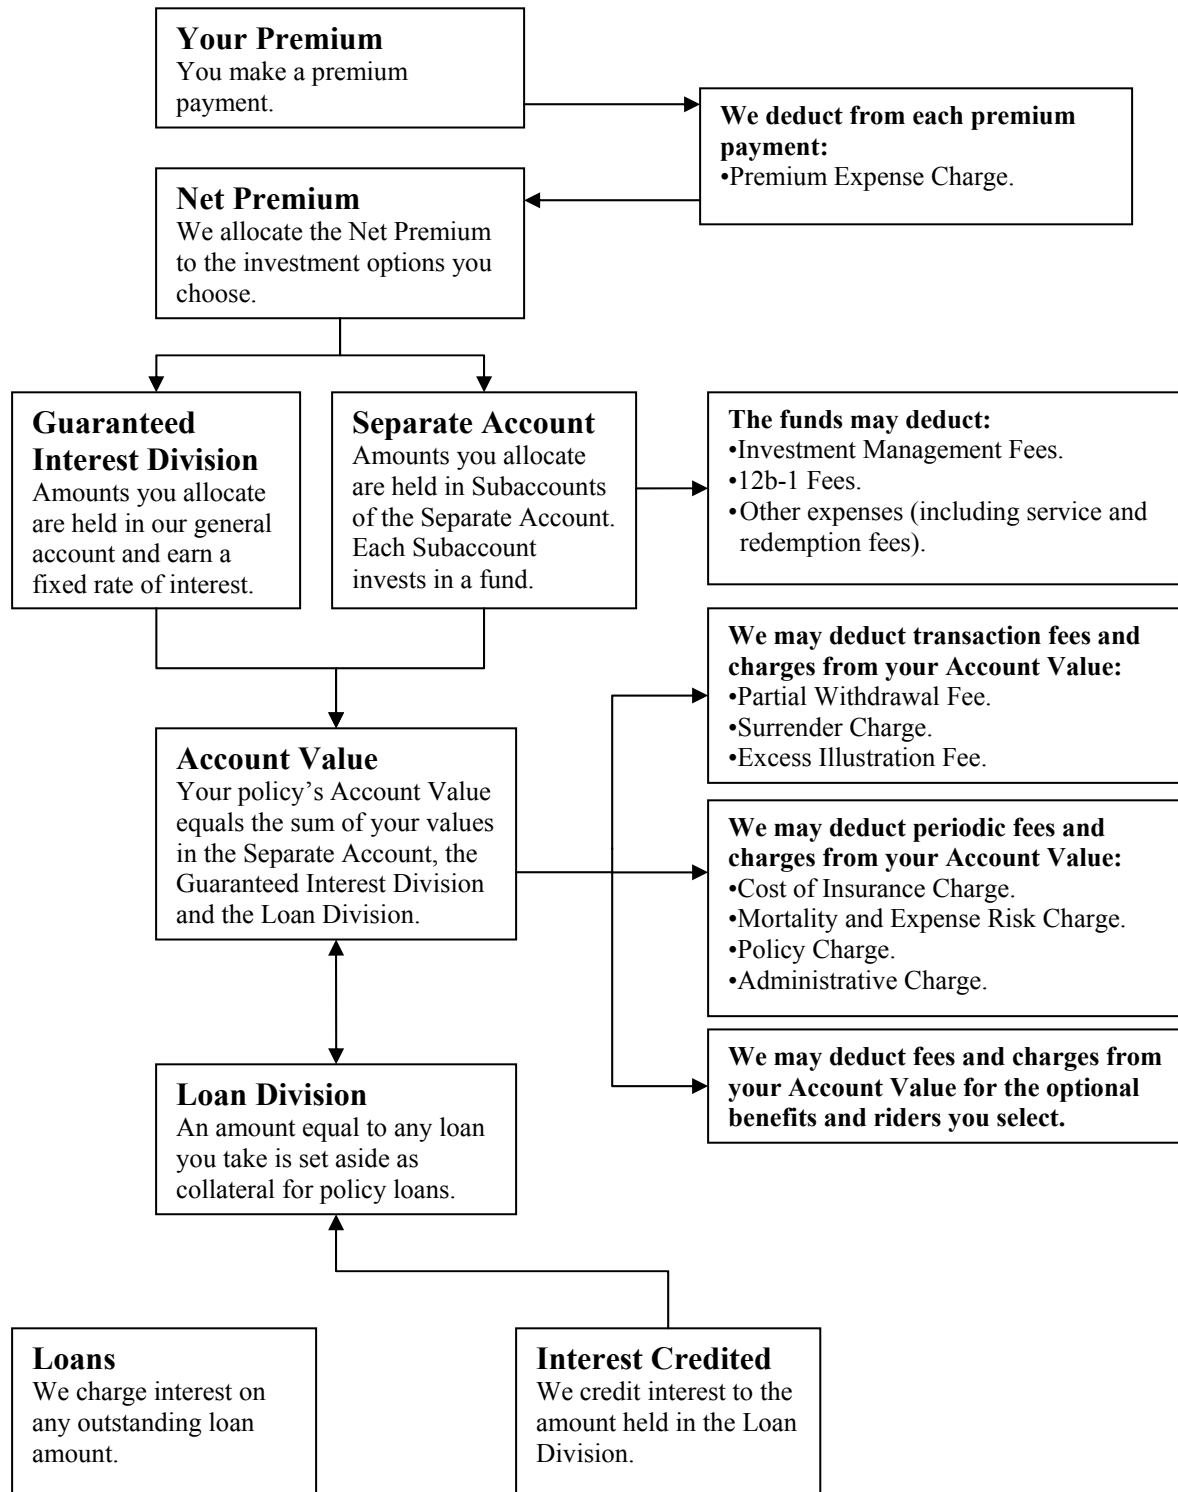 Your Premium
You make a premium
payment.
We deduct from each premium
payment:
•Premium Expense Charge.
Net Premium
We allocate the Net Premium
to the investment options you
choose.
Guaranteed
Interest Division
Amounts you allocate
are held in our general
account and earn a
fixed rate of interest.
Separate Account
Amounts you allocate
are held in Subaccounts
of the Separate Account.
Each Subaccount
invests in a fund.
The funds may deduct:
•Investment Management Fees.
•12b-1 Fees.
•Other expenses (including service and
redemption fees).
We may deduct transaction fees and
charges from your Account Value:
•Partial Withdrawal Fee.
•Surrender Charge.
•Excess Illustration Fee.
Account Value
Your policy’s Account Value
equals the sum of your values
in the Separate Account, the
Guaranteed Interest Division
and the Loan Division.
We may deduct periodic fees and
charges from your Account Value:
•Cost of Insurance Charge.
•Mortality and Expense Risk Charge.
•Policy Charge.
•Administrative Charge.
We may deduct fees and charges from
your Account Value for the optional
benefits and riders you select.
Loan Division
An amount equal to any loan
you take is set aside as
collateral for policy loans.
Loans
We charge interest on
any outstanding loan
amount.
Interest Credited
We credit interest to the
amount held in the Loan
Division.